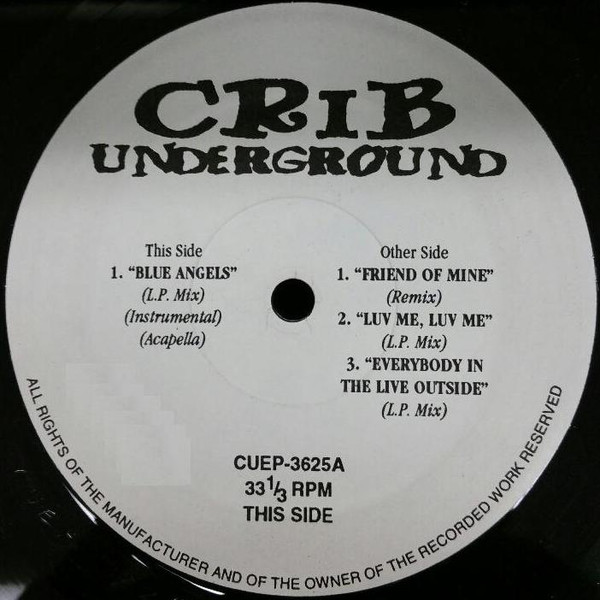 CRIB
UNDERGROUND
This Side
1. "BLUE ANGELS"
(L.P. Mix)
(Instrumental)
(Acapella)
Other Side
1. "FRIEND OF MINE"
(Remix)
2. "LUV ME, LUV ME"
(L.P. Mix)
3. "EVERYBODY IN
THE LIVE OUTSIDE"
(L.P. Mix)
CUEP-3625A
33 1/3 RPM
THIS SIDE
ALL RIGHTS OF THE MANUFACTURER AND OF THE OWNER OF THE RECORDED WORK RESERVED